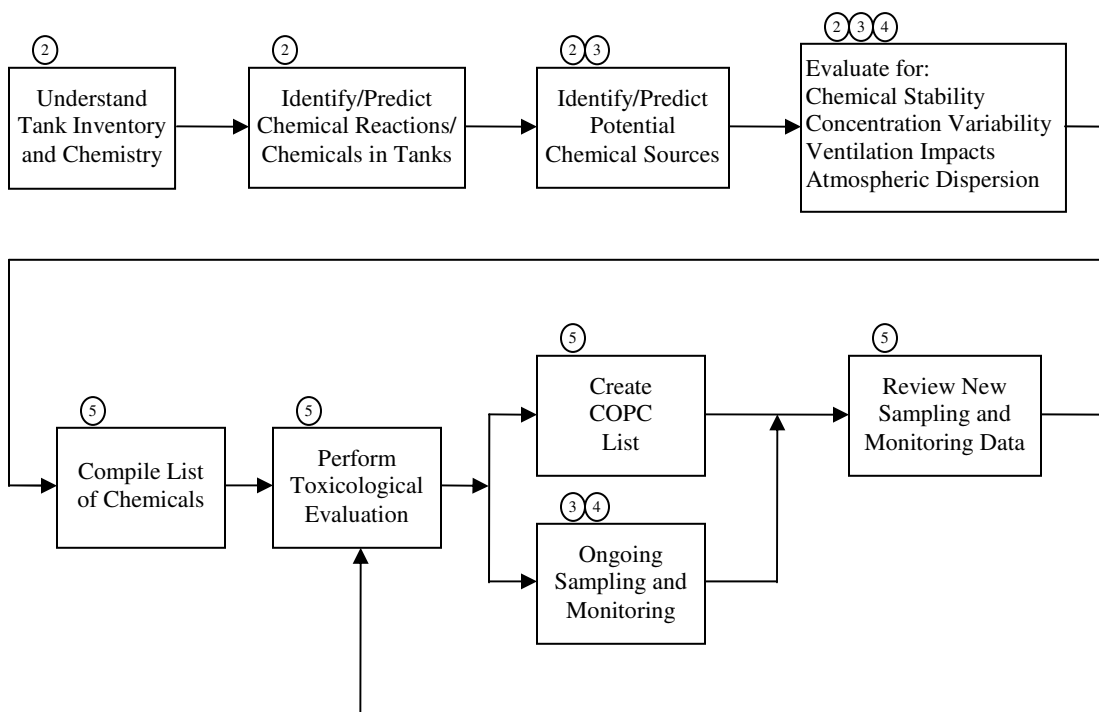 ②
Understand
Tank Inventory
and Chemistry
②
Identify/Predict
Chemical Reactions/
Chemicals in Tanks
② ③
Identify/Predict
Potential
Chemical Sources
② ③ ④
Evaluate for:
Chemical Stability
Concentration Variability
Ventilation Impacts
Atmospheric Dispersion
⑤
Compile List
of Chemicals
⑤
Perform
Toxicological
Evaluation
⑤
Create
COPC
List
③ ④
Ongoing
Sampling and
Monitoring
⑤
Review New
Sampling and
Monitoring Data